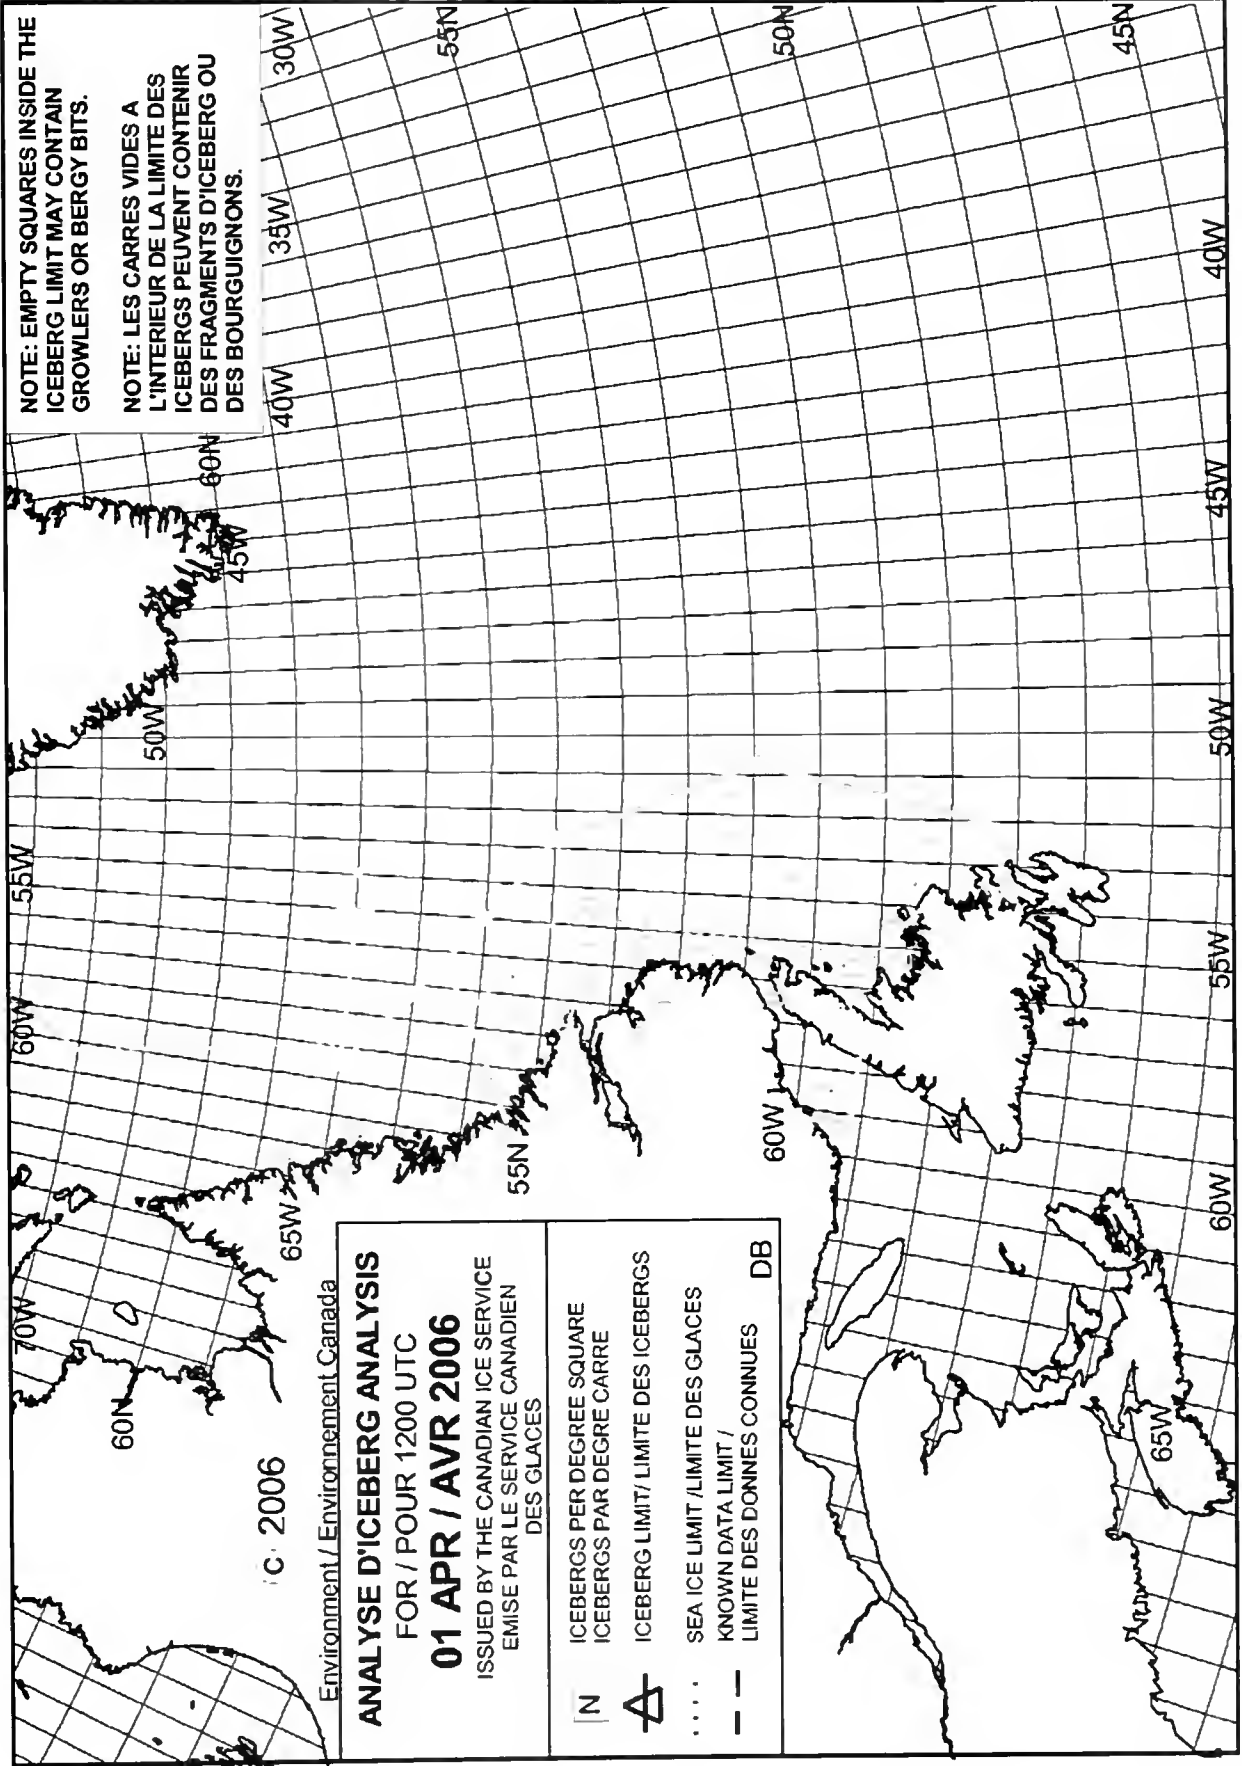 NOTE: EMPTY SQUARES INSIDE THE
ICEBERG LIMIT MAY CONTAIN
GROWLERS OR BERGY BITS.
NOTE: LES CARRES VIDES A
L'INTERIEUR DE LA LIMITE DES
ICEBERGS PEUVENT CONTENIR
DES FRAGMENTS D'ICEBERG OU
DES BOURGUIGNONS.
70W
60W
55W
50W
45W
60N
40W
35W
30W
55N
50N
45N
40W
45W
50W
55W
60W
65W
60N
65W
55N
60W
C 2006
Environment / Environnement Canada
ANALYSE D'ICEBERG ANALYSIS
FOR / POUR 1200 UTC
01 APR / AVR 2006
ISSUED BY THE CANADIAN ICE SERVICE
EMISE PAR LE SERVICE CANADIEN
DES GLACES
N
ICEBERGS PER DEGREE SQUARE
ICEBERGS PAR DEGRE CARRE
ICEBERG LIMIT/ LIMITE DES ICEBERGS
SEA ICE LIMIT /LIMITE DES GLACES
KNOWN DATA LIMIT /
LIMITE DES DONNES CONNUES
DB